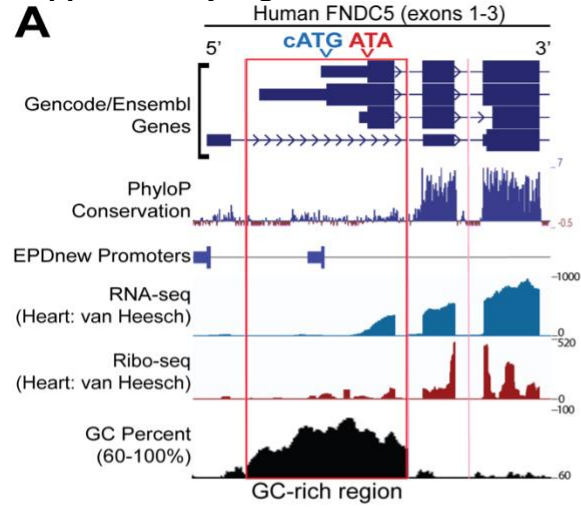 A
Human FNDC5 (exons 1-3)
5’ cATG ATA 3’
Gencode/Ensembl
Genes
PhyloP
Conservation
7
-0.5
EPDnew Promoters
RNA-seq
(Heart: van Heesch)
1000
0
Ribo-seq
(Heart: van Heesch)
520
0
GC Percent
(60-100%)
100
60
GC-rich region